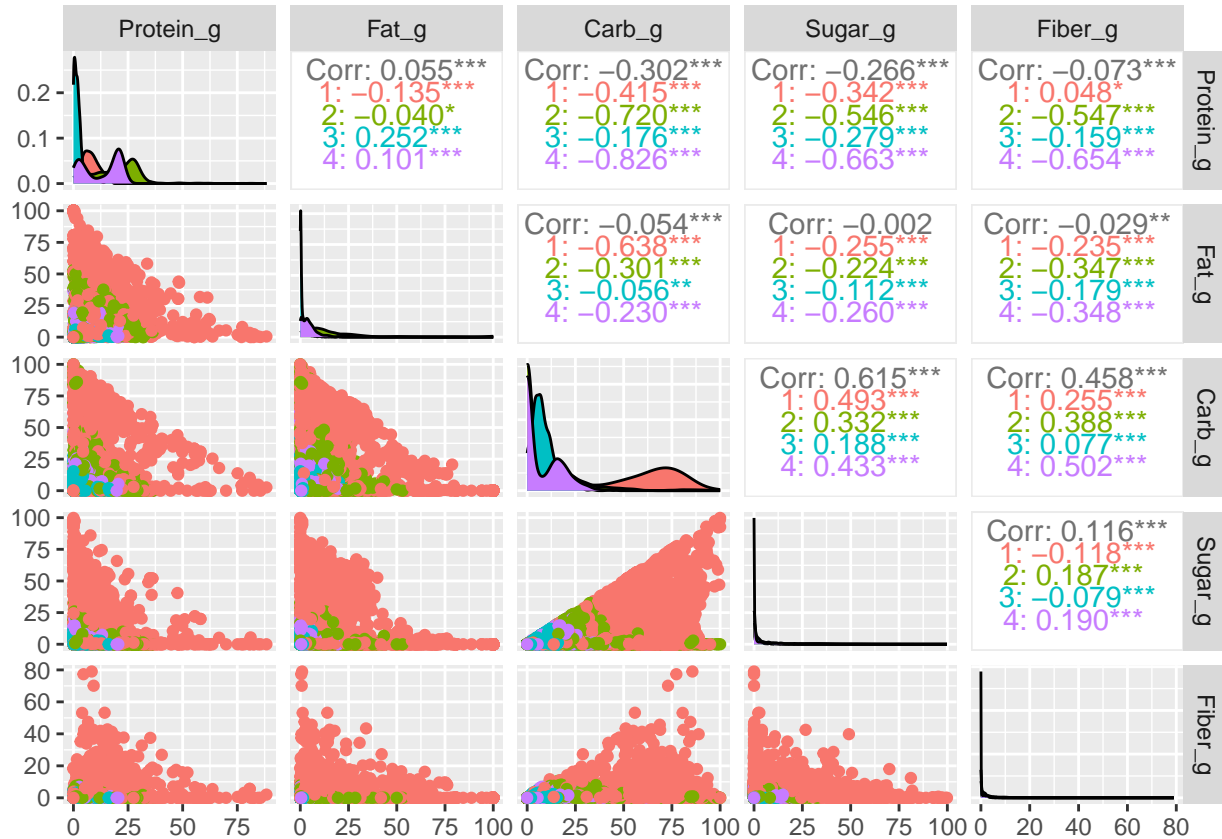 Protein_g
Fat_g
Carb_g
Sugar_g
Fiber_g
0.2
0.1
0.0
Corr: 0.055***
1: −0.135***
2: −0.040*
3: 0.252***
4: 0.101***
Corr: −0.302***
1: −0.415***
2: −0.720***
3: −0.176***
4: −0.826***
Corr: −0.266***
1: −0.342***
2: −0.546***
3: −0.279***
4: −0.663***
Corr: −0.073***
1: 0.048*
2: −0.547***
3: −0.159***
4: −0.654***
Protein_g
100
75
50
25
0
Corr: −0.054***
1: −0.638***
2: −0.301***
3: −0.056**
4: −0.230***
Corr: −0.002
1: −0.255***
2: −0.224***
3: −0.112***
4: −0.260***
Corr: −0.029**
1: −0.235***
2: −0.347***
3: −0.179***
4: −0.348***
Fat_g
100
75
50
25
0
Corr: 0.615***
1: 0.493***
2: 0.332***
3: 0.188***
4: 0.433***
Corr: 0.458***
1: 0.255***
2: 0.388***
3: 0.077***
4: 0.502***
Carb_g
100
75
50
25
0
Corr: 0.116***
1: −0.118***
2: 0.187***
3: −0.079***
4: 0.190***
Sugar_g
80
60
40
20
0
Fiber_g
0 25 50 75
0 25 50 75 100
0 25 50 75 100
0 25 50 75 100
0 20 40 60 80